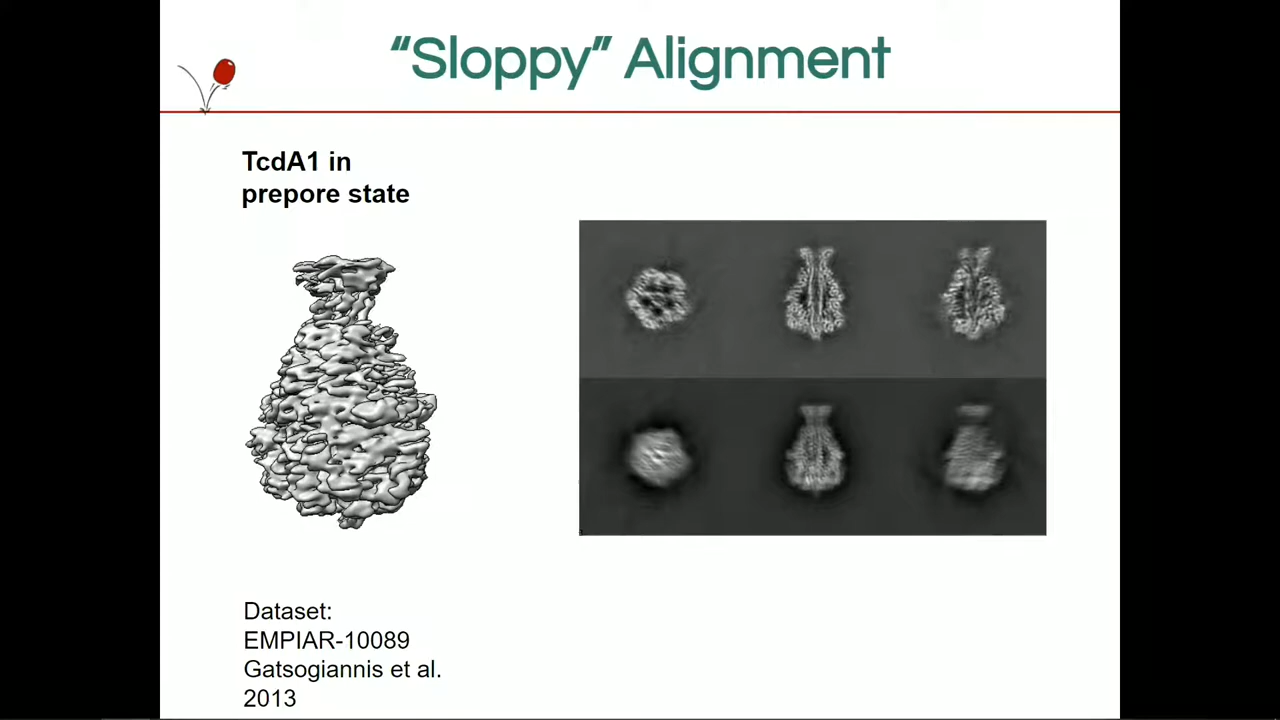 “Sloppy” Alignment
TcdA1 in
prepore state
Dataset:
EMPIAR-10089
Gatsogiannis et al.
2013